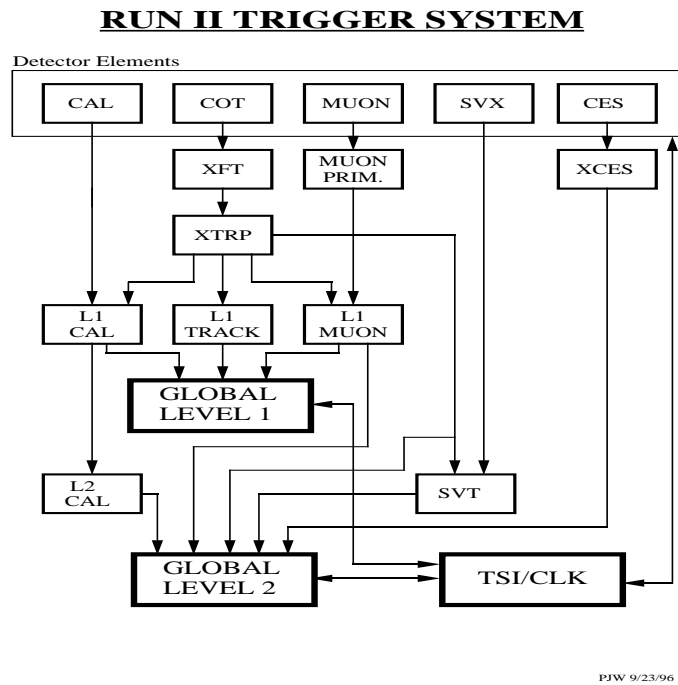 RUN II TRIGGER SYSTEM
Detector Elements
CAL
COT
MUON
SVX
CES
XFT
MUON
PRIM.
XCES
XTRP
L1
CAL
L1
TRACK
L1
MUON
GLOBAL
LEVEL 1
L2
CAL
SVT
GLOBAL
LEVEL 2
TSI/CLK
PJW 9/23/96